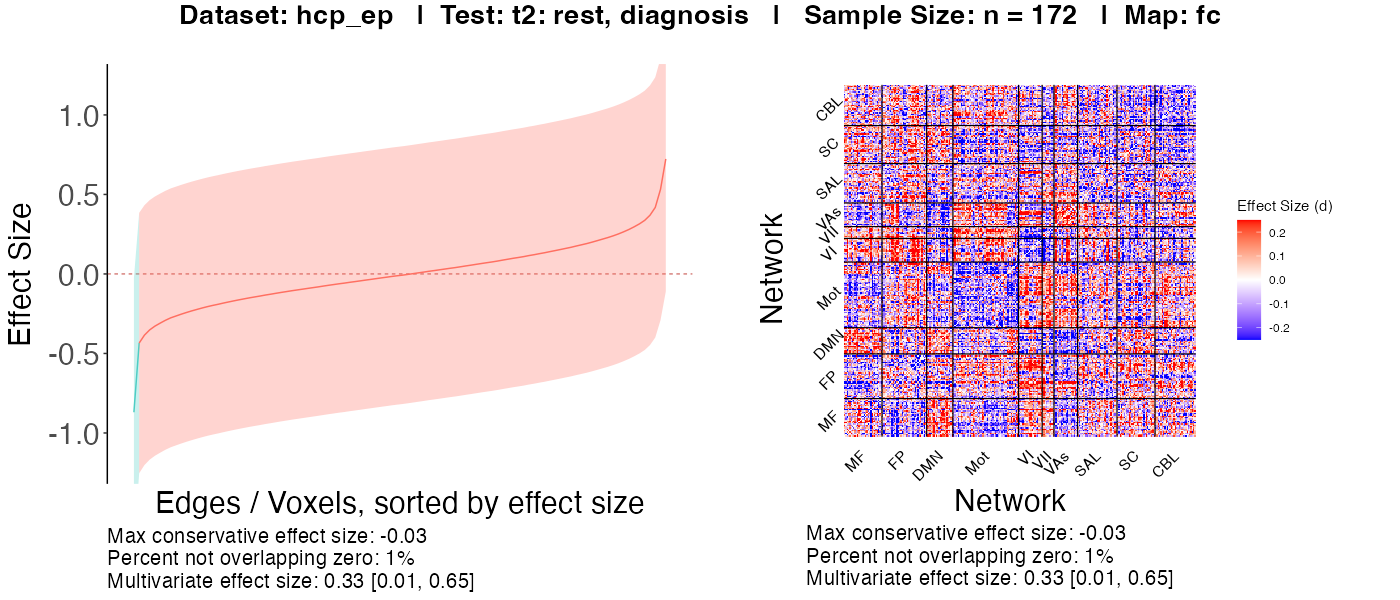 Dataset: hcp_ep | Test: t2: rest, diagnosis | Sample Size: n = 172 | Map: fc
Effect Size
1.0
0.5
0.0
-0.5
-1.0
Edges / Voxels, sorted by effect size
Max conservative effect size: -0.03
Percent not overlapping zero: 1%
Multivariate effect size: 0.33 [0.01, 0.65]
Network
CBL
SC
SAL
VAs
VII
VI
Mot
DMN
FP
MF
MF FP DMN Mot VI VII VAs SAL SC CBL
Network
Max conservative effect size: -0.03
Percent not overlapping zero: 1%
Multivariate effect size: 0.33 [0.01, 0.65]
Effect Size (d)
0.2
0.1
0.0
-0.1
-0.2